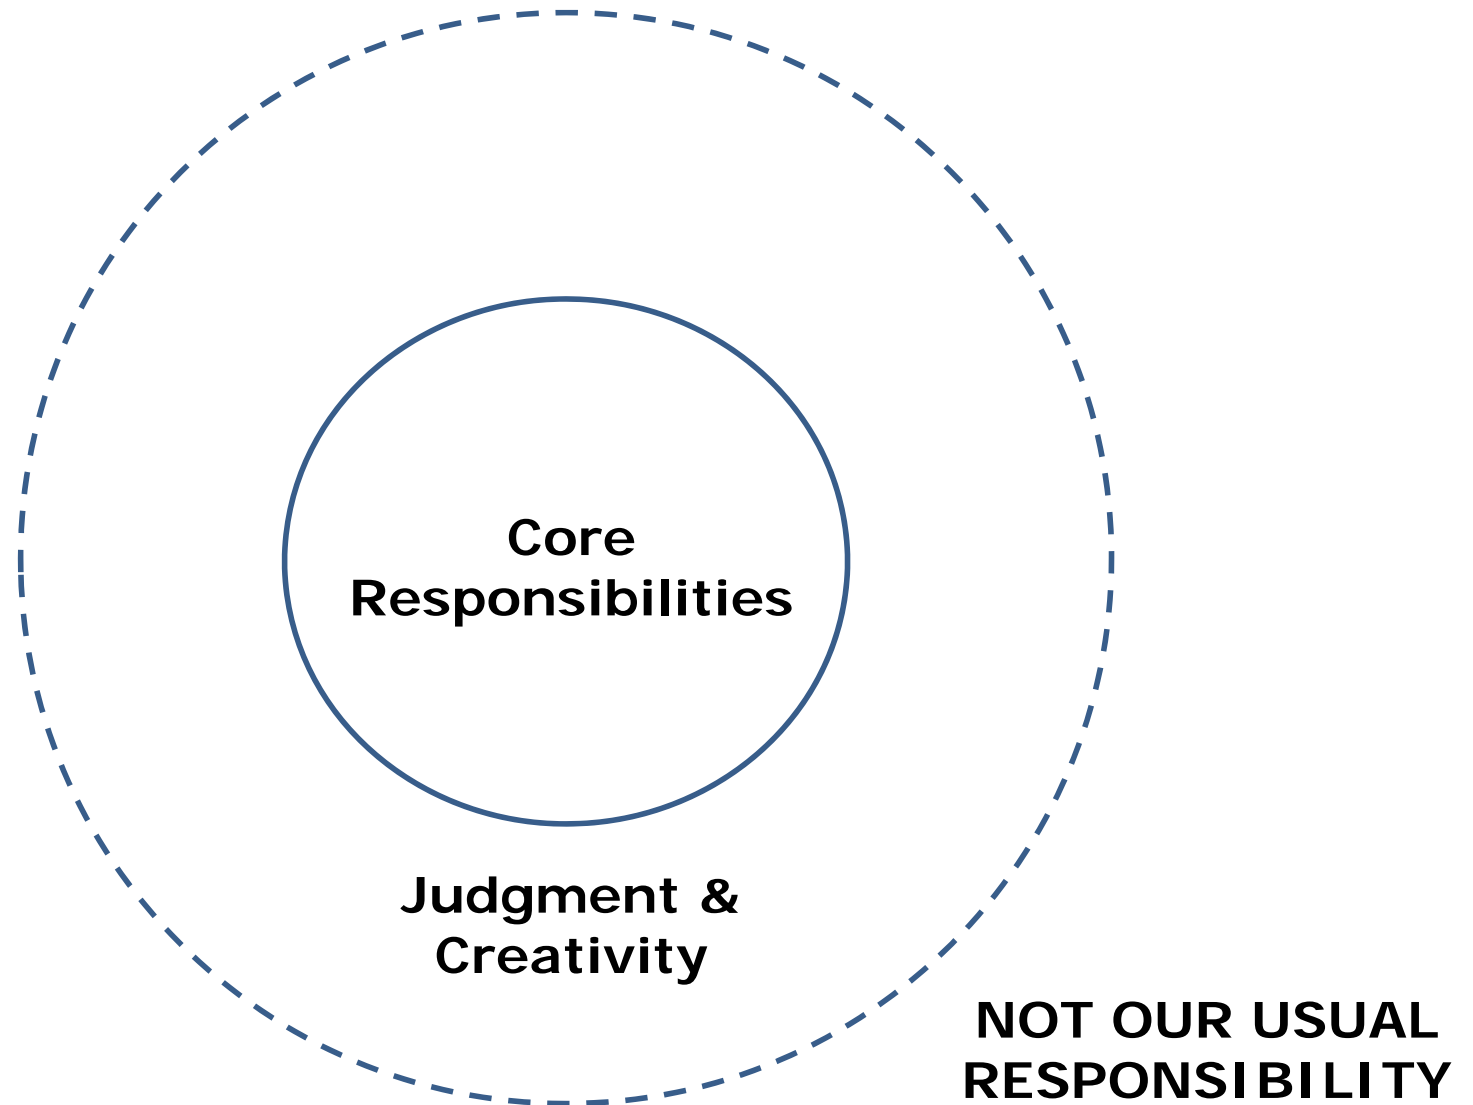 Core
Responsibilities
Judgment &
Creativity
NOT OUR USUAL
RESPONSIBILITY